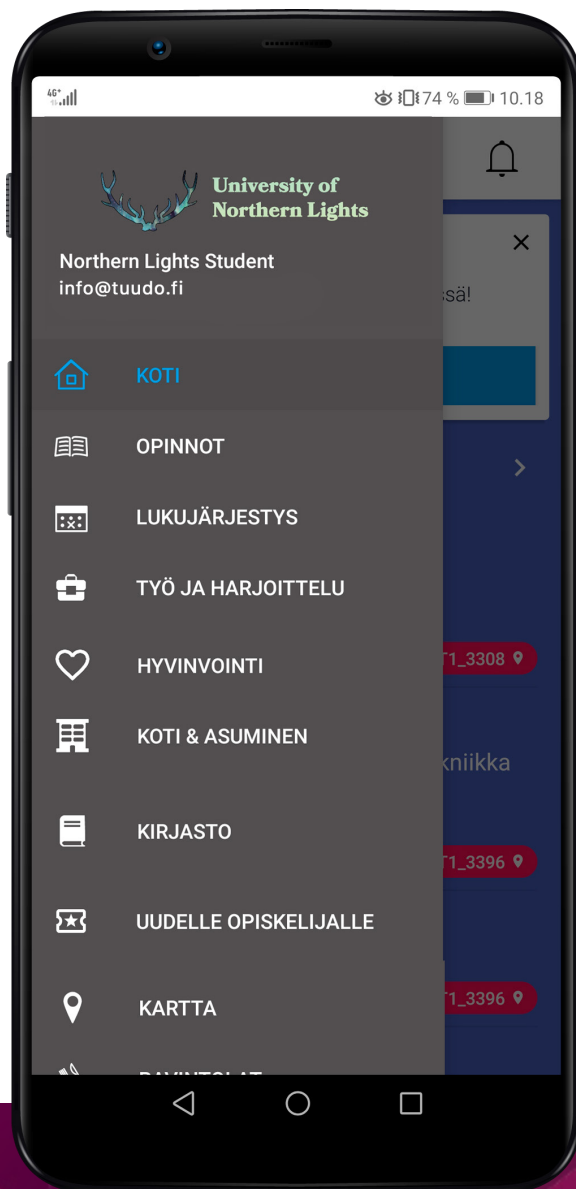 4G+
74 %
10.18
University of
Northern Lights
Northern Lights Student
info@tuudo.fi
ssä!
KOTI
OPINNOT
LUKUJÄRJESTYS
TYÖ JA HARJOITTELU
HYVINVOINTI
T1_3308
KOTI & ASUMINEN
kniikka
KIRJASTO
T1_3396
UUDELLE OPISKELIJALLE
KARTTA
T1_3396
RAVINTOLAT